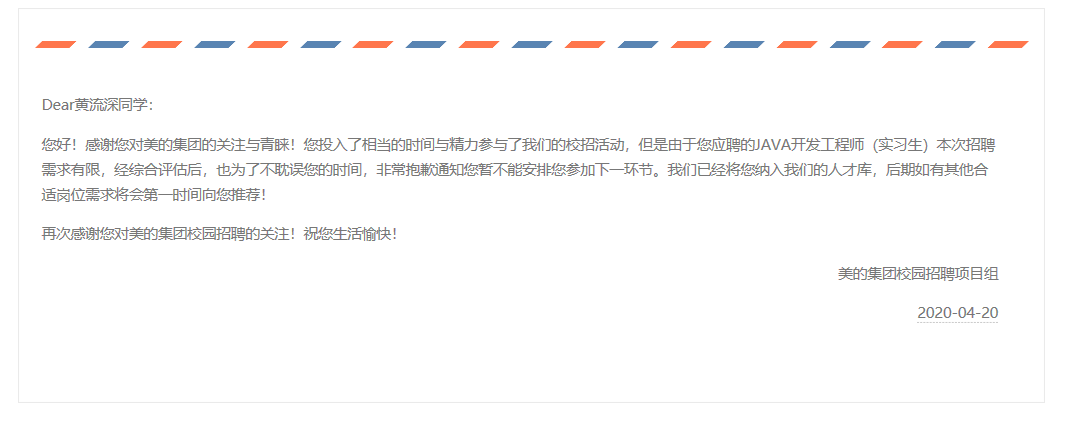 Dear黄流深同学：
您好！感谢您对美的集团的关注与青睐！您投入了相当的时间与精力参与了我们的校招活动，但是由于您应聘的JAVA开发工程师（实习生）本次招聘
需求有限，经综合评估后，也为了不耽误您的时间，非常抱歉通知您暂不能安排您参加下一环节。我们已经将您纳入我们的人才库，后期如有其他合
适岗位需求将会第一时间向您推荐！
再次感谢您对美的集团校园招聘的关注！祝您生活愉快！
美的集团校园招聘项目组
2020-04-20